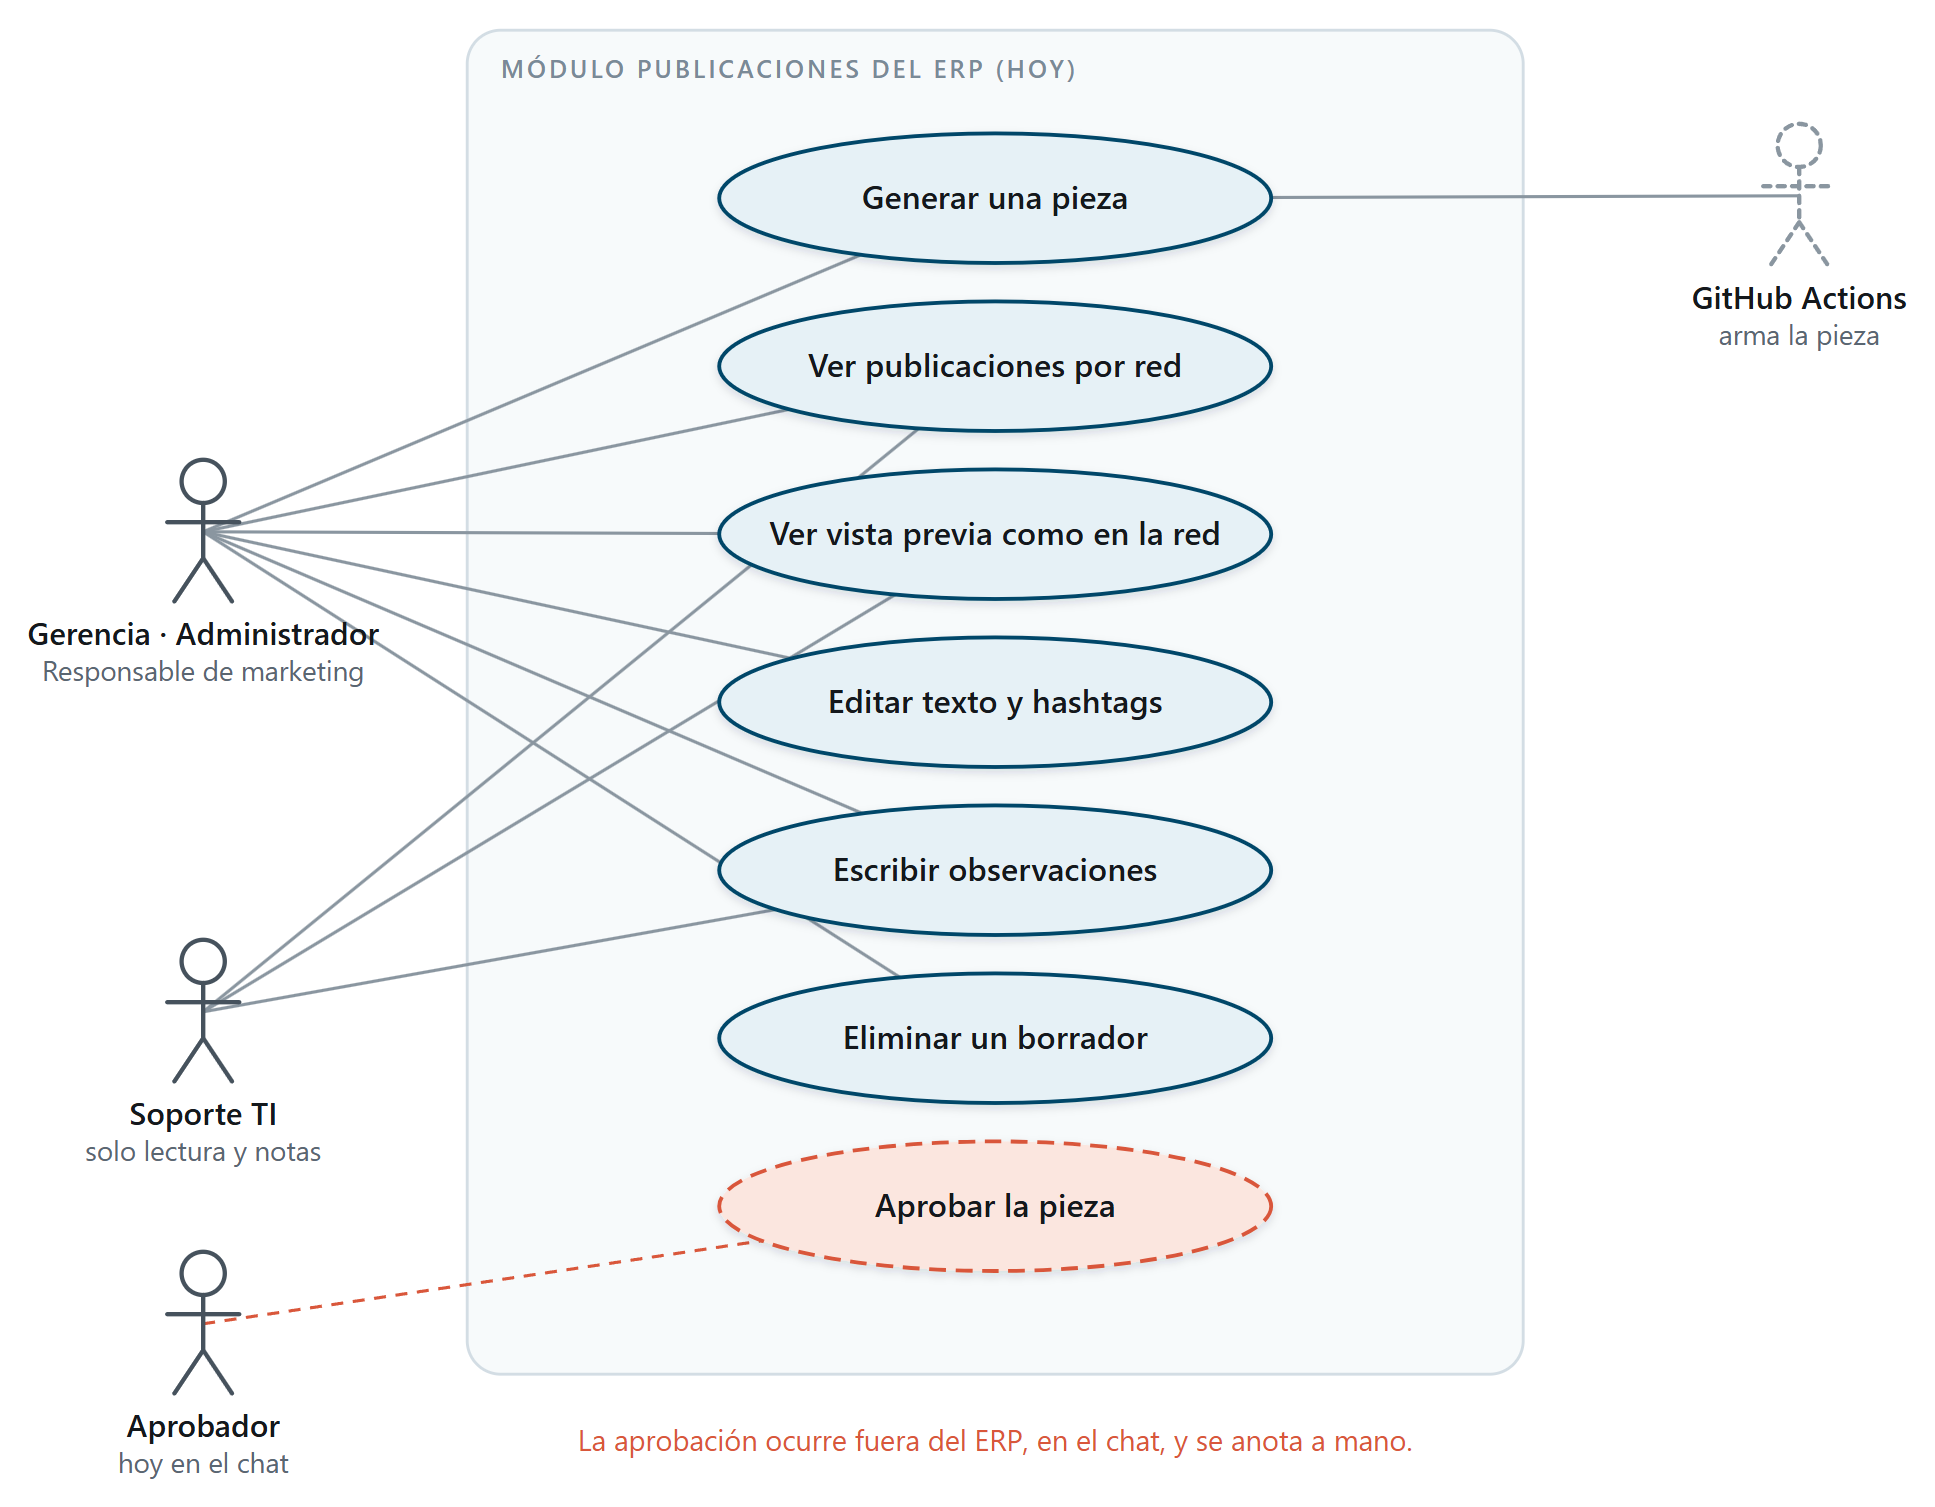 MÓDULO PUBLICACIONES DEL ERP (HOY)
Generar una pieza
GitHub Actions
arma la pieza
Ver publicaciones por red
Ver vista previa como en la red
Gerencia · Administrador
Responsable de marketing
Editar texto y hashtags
Escribir observaciones
Eliminar un borrador
Soporte TI
solo lectura y notas
Aprobar la pieza
Aprobador
hoy en el chat
La aprobación ocurre fuera del ERP, en el chat, y se anota a mano.